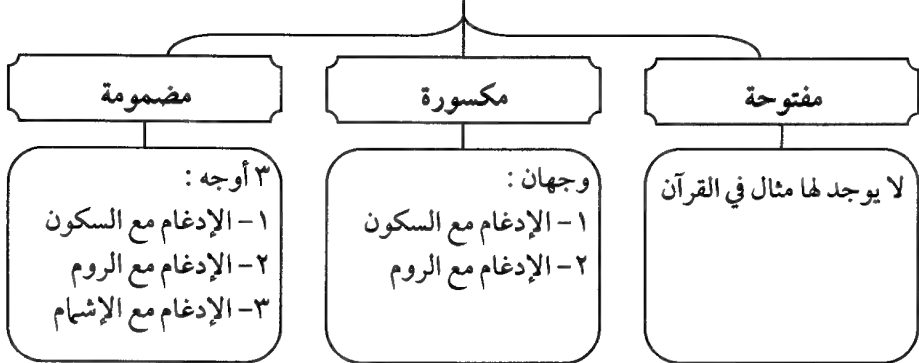 مفتوحة
لا يوجد لها مثال في القرآن
مكسورة
وجهان :
١– الإدغام مع السكون
٢– الإدغام مع الروم
مضمومة
٣ أوجه :
١– الإدغام مع السكون
٢– الإدغام مع الروم
٣– الإدغام مع الإشمام